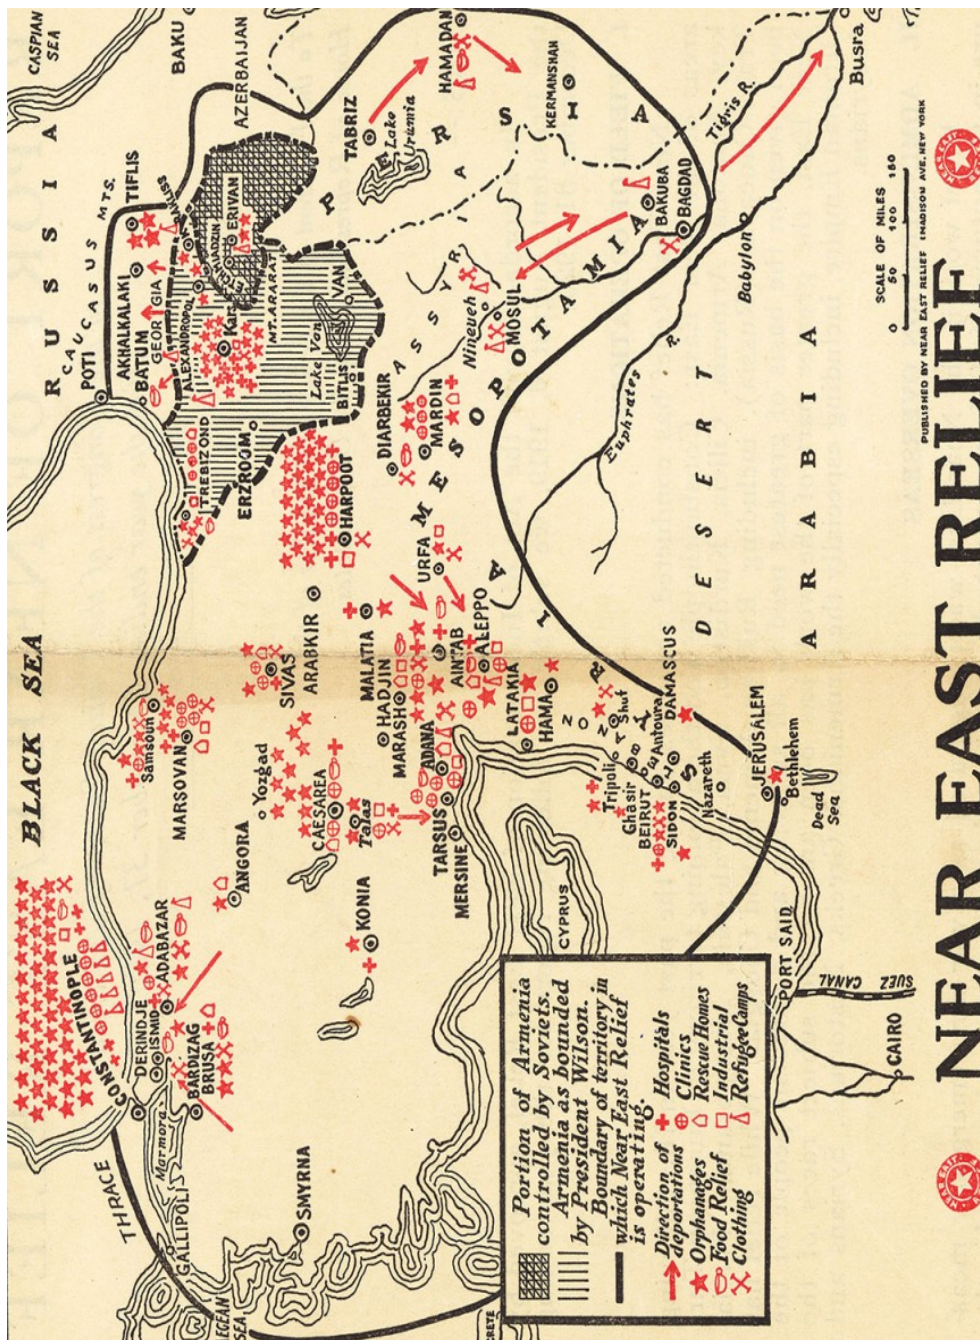 CASPIAN
SEA
BAKU
AZERBAIJAN
RUSSIA
CAUCASUS MTS.
POTI
TIFLIS
AKHALKALAKI
BATUM
GEORGIA
ALEXANDROPOL
ETCHMIADZIN
ERIVAN
Kars
MT. ARARAT
VAN
Lake Van
BITLIS
TREBIZOND
ERZROOM
TABRIZ
Lake
Urumia
HAMADAN
KERMANSHAH
PERSIA
ASSYRIA
Nineveh
MOSUL
MESOPOTAMIA
BAKUBA
BAGDAD
Tigris R.
Busra
Babylon
Euphrates R.
DIARBEKIR
MARDIN
HARPOOT
URFA
BLACK SEA
Samsoun
MARSOVAN
SIVAS
ARABKIR
MALATIA
HADJIN
MARASH
AINTAB
ADANA
ALEPPO
LATAKIA
HAMA
Yozgad
CAESAREA
Talas
TARSUS
MERSINE
ANGORA
KONIA
CONSTANTINOPLE
DERINDJE
ISMID
ADABAZAR
BARDIZAG
BRUSA
Marmora
THRACE
GALLIPOLI
SMYRNA
CYPRUS
Tripoli
Ghasir
BEIRUT
SIDON
Shuf
Antoura
DAMASCUS
Nazareth
JERUSALEM
Bethlehem
Dead
Sea
DESERT
ARABIA
PORT SAID
SUEZ
CANAL
CAIRO
Portion of Armenia
controlled by Soviets.
Armenia as bounded
by President Wilson.
Boundary of territory in
which Near East Relief
is operating.
Direction of
deportations
Orphanages
Food Relief
Clothing
Hospitals
Clinics
Rescue Homes
Industrial
Refugee Camps
SCALE OF MILES
0 50 100 150
PUBLISHED BY NEAR EAST RELIEF 1 MADISON AVE. NEW YORK
NEAR EAST RELIEF